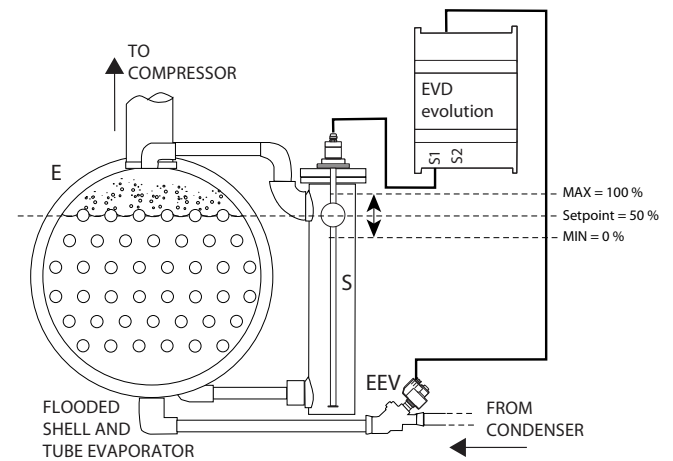 TO
COMPRESSOR
EVD
evolution
S1
S2
E
MAX = 100 %
Setpoint = 50 %
MIN = 0 %
S
EEV
FLOODED
SHELL AND
TUBE EVAPORATOR
FROM
CONDENSER